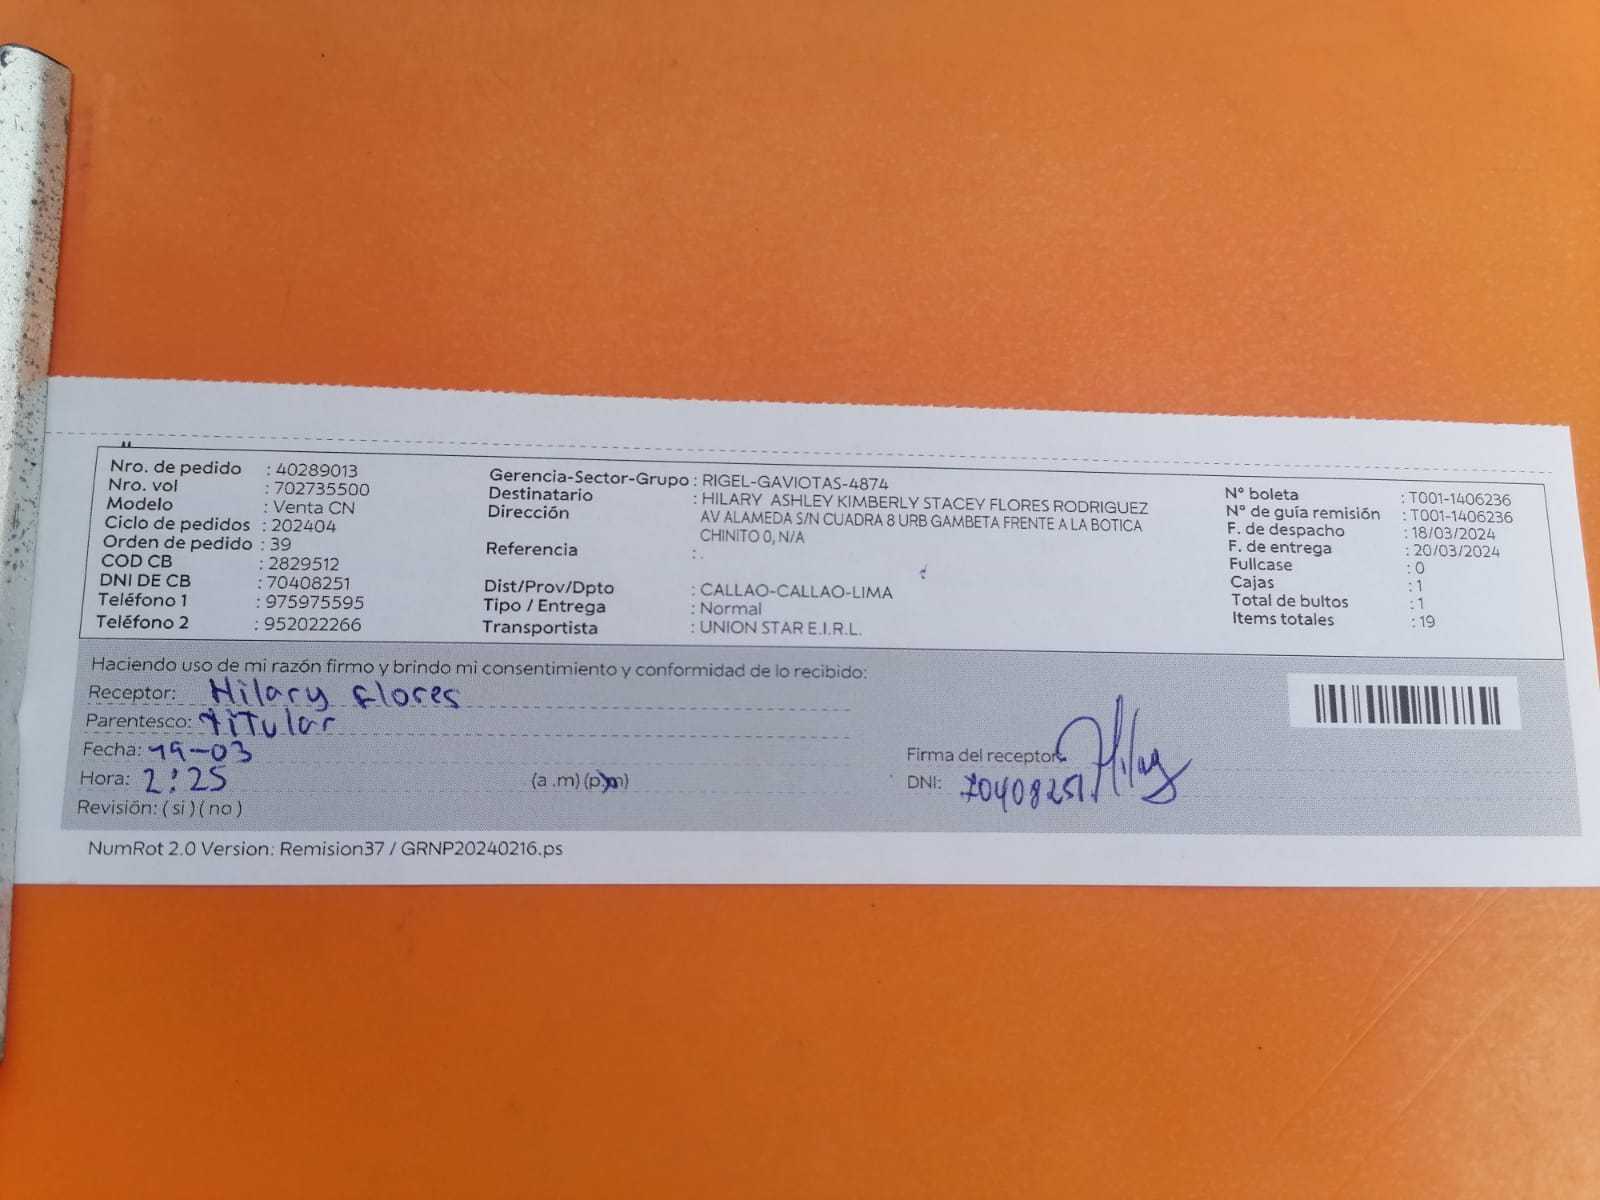 Nro. de pedido : 40289013
Nro. vol : 702735500
Modelo : Venta CN
Ciclo de pedidos : 202404
Orden de pedido : 39
COD CB : 2829512
DNI DE CB : 70408251
Teléfono 1 : 975975595
Teléfono 2 : 952022266
Gerencia-Sector-Grupo : RIGEL-GAVIOTAS-4874
Destinatario : HILARY ASHLEY KIMBERLY STACEY FLORES RODRIGUEZ
Dirección AV ALAMEDA S/N CUADRA 8 URB GAMBETA FRENTE A LA BOTICA
CHINITO 0, N/A
Referencia : .
Dist/Prov/Dpto : CALLAO-CALLAO-LIMA
Tipo / Entrega : Normal
Transportista : UNION STAR E.I.R.L.
N° boleta : T001-1406236
N° de guía remisión : T001-1406236
F. de despacho : 18/03/2024
F. de entrega : 20/03/2024
Fullcase : 0
Cajas : 1
Total de bultos : 1
Items totales : 19
Haciendo uso de mi razón firmo y brindo mi consentimiento y conformidad de lo recibido:
Receptor: Hilary Flores
Parentesco: Titular
Fecha: 19-03
Hora: 2:25 (a .m) (p.m)
Revisión: ( si ) ( no )
Firma del receptor: Hilary
DNI: 70408251
NumRot 2.0 Version: Remision37 / GRNP20240216.ps